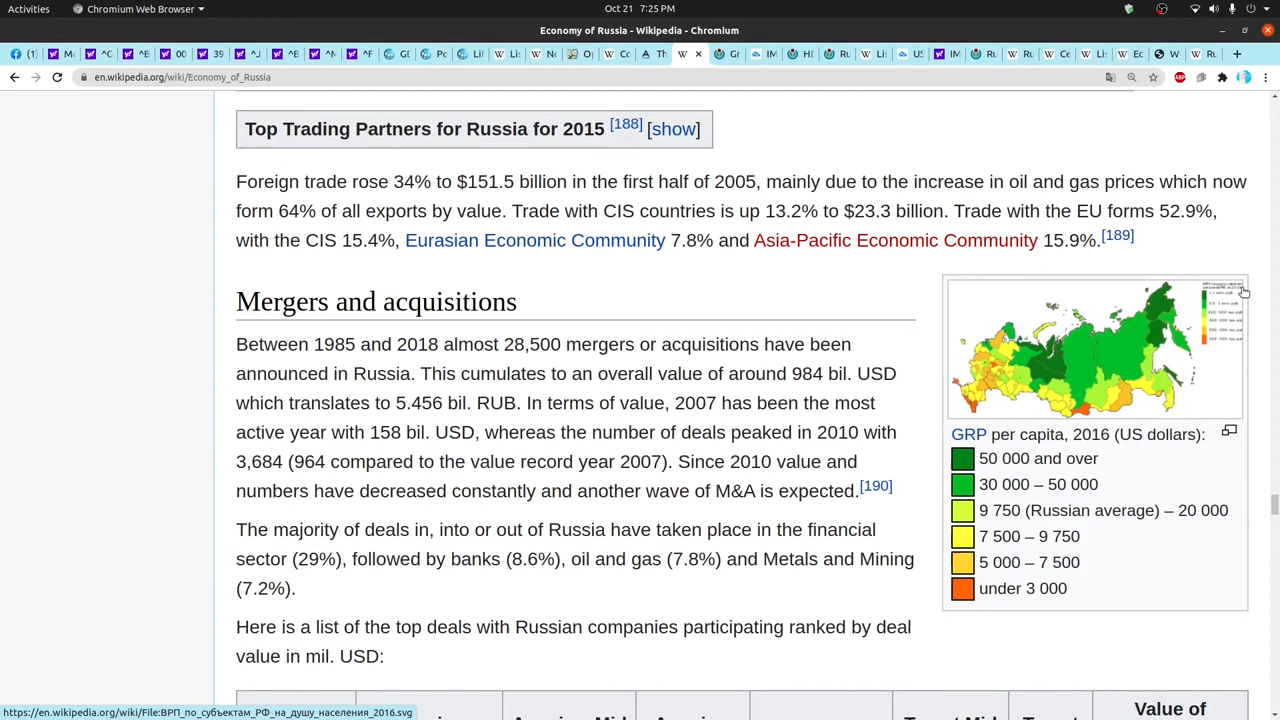 Activities
Chromium Web Browser
Oct 21 7:25 PM
Economy of Russia - Wikipedia - Chromium
(1)
en.wikipedia.org/wiki/Economy_of_Russia
ABP
Top Trading Partners for Russia for 2015 [188] [show]
Foreign trade rose 34% to $151.5 billion in the first half of 2005, mainly due to the increase in oil and gas prices which now
form 64% of all exports by value. Trade with CIS countries is up 13.2% to $23.3 billion. Trade with the EU forms 52.9%,
with the CIS 15.4%, Eurasian Economic Community 7.8% and Asia-Pacific Economic Community 15.9%.[189]
Mergers and acquisitions
Between 1985 and 2018 almost 28,500 mergers or acquisitions have been
announced in Russia. This cumulates to an overall value of around 984 bil. USD
which translates to 5.456 bil. RUB. In terms of value, 2007 has been the most
active year with 158 bil. USD, whereas the number of deals peaked in 2010 with
3,684 (964 compared to the value record year 2007). Since 2010 value and
numbers have decreased constantly and another wave of M&A is expected.[190]
The majority of deals in, into or out of Russia have taken place in the financial
sector (29%), followed by banks (8.6%), oil and gas (7.8%) and Metals and Mining
(7.2%).
Here is a list of the top deals with Russian companies participating ranked by deal
value in mil. USD:
GRP per capita, 2016 (US dollars):
50 000 and over
30 000 – 50 000
9 750 (Russian average) – 20 000
7 500 – 9 750
5 000 – 7 500
under 3 000
Value of
https://en.wikipedia.org/wiki/File:ВРП_по_субъектам_РФ_на_душу_населения_2016.svg